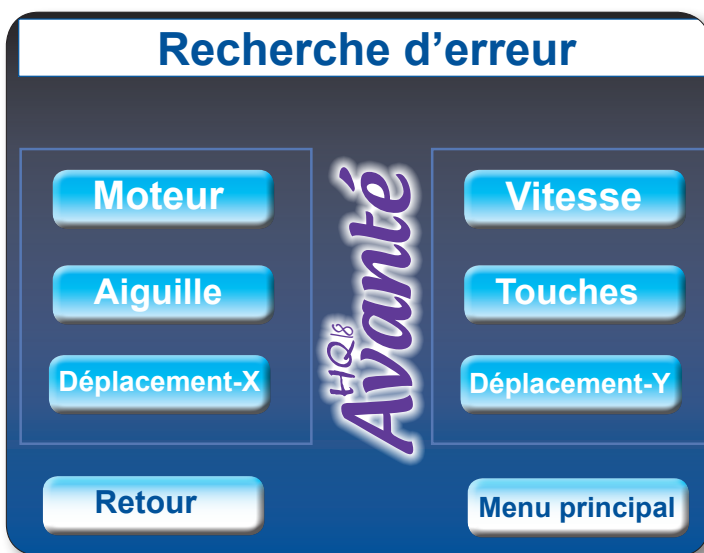 Recherche d’erreur
Moteur
Vitesse
Aiguille
Touches
Déplacement-X
Déplacement-Y
HQ18
Avanté
Retour
Menu principal